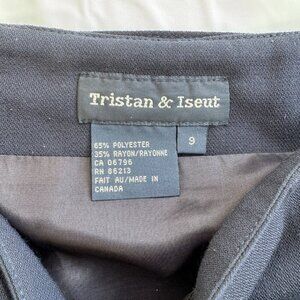 Tristan & Iseut
9
65% POLYESTER
35% RAYON/RAYONNE
CA 06796
RN 86213
FAIT AU/MADE IN
CANADA